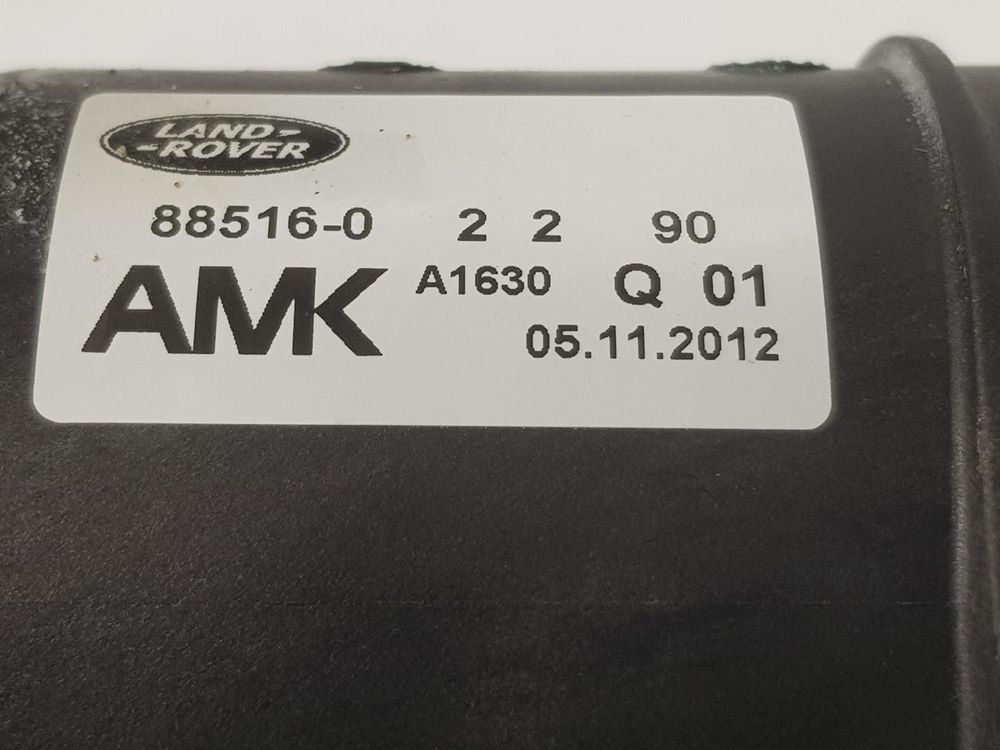 LAND-
-ROVER
88516-0 2 2 90
AMK A1630 Q 01
05.11.2012